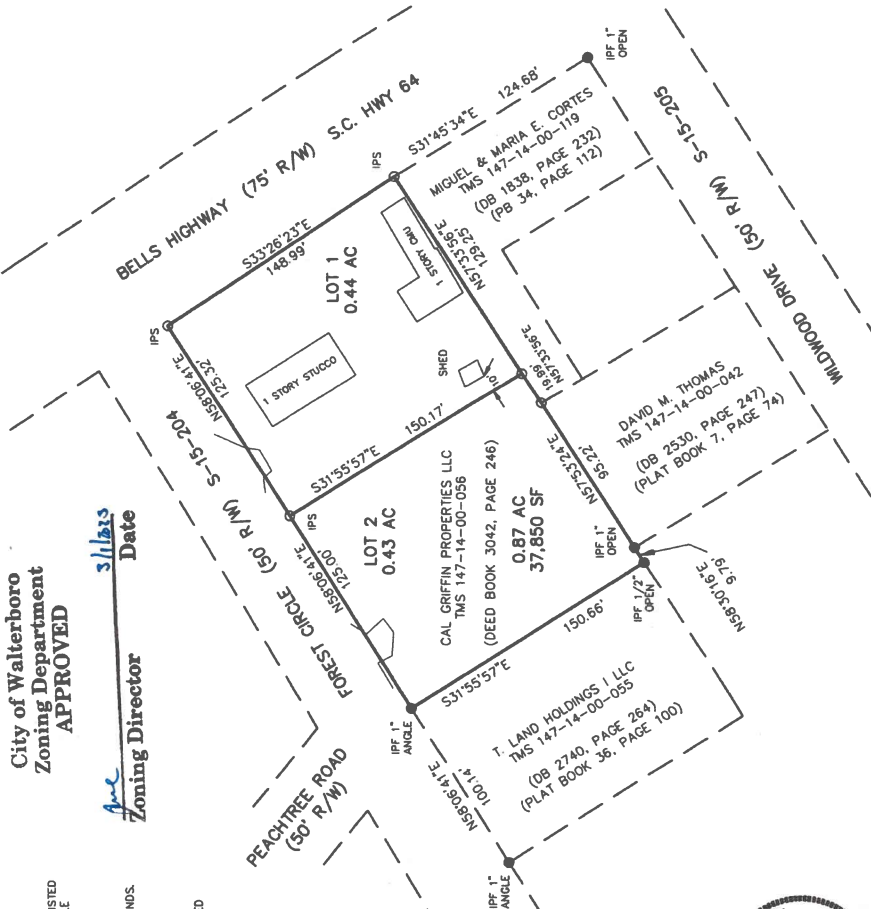 City of Walterboro
Zoning Department
APPROVED
3/1/2023
Zoning Director
Date
BELLS HIGHWAY (75' R/W) S.C. HWY 64
S31°45'34"E 124.68'
IPF 1"
OPEN
IPS
MIGUEL & MARIA E. CORTES
TMS 147-14-00-119
(DB 1838, PAGE 232)
(PB 34, PAGE 112)
WILDWOOD DRIVE (50' R/W) S-15-205
S33°26'23"E
148.99'
LOT 1
0.44 AC
1 STORY CMU
N57°33'56"E
129.25'
IPS
N58°06'41"E
125.32'
1 STORY STUCCO
SHED
10'
N57°33'56"E
19.89'
S31°55'57"E 150.17'
FOREST CIRCLE (50' R/W) S-15-204
IPS
LOT 2
0.43 AC
N58°06'41"E
125.00'
CAL GRIFFIN PROPERTIES LLC
TMS 147-14-00-056
(DEED BOOK 3042, PAGE 246)
0.87 AC
37,850 SF
N57°53'24"E
95.22'
DAVID M. THOMAS
TMS 147-14-00-042
(DB 2530, PAGE 247)
(PLAT BOOK 7, PAGE 74)
IPF 1"
OPEN
IPF 1/2"
OPEN
N58°30'16"E
9.79'
S31°55'57"E 150.66'
IPF 1"
ANGLE
T. LAND HOLDINGS I LLC
TMS 147-14-00-055
(DB 2740, PAGE 264)
(PLAT BOOK 36, PAGE 100)
N58°06'41"E
100.14'
PEACHTREE ROAD
(50' R/W)
IPF 1"
ANGLE